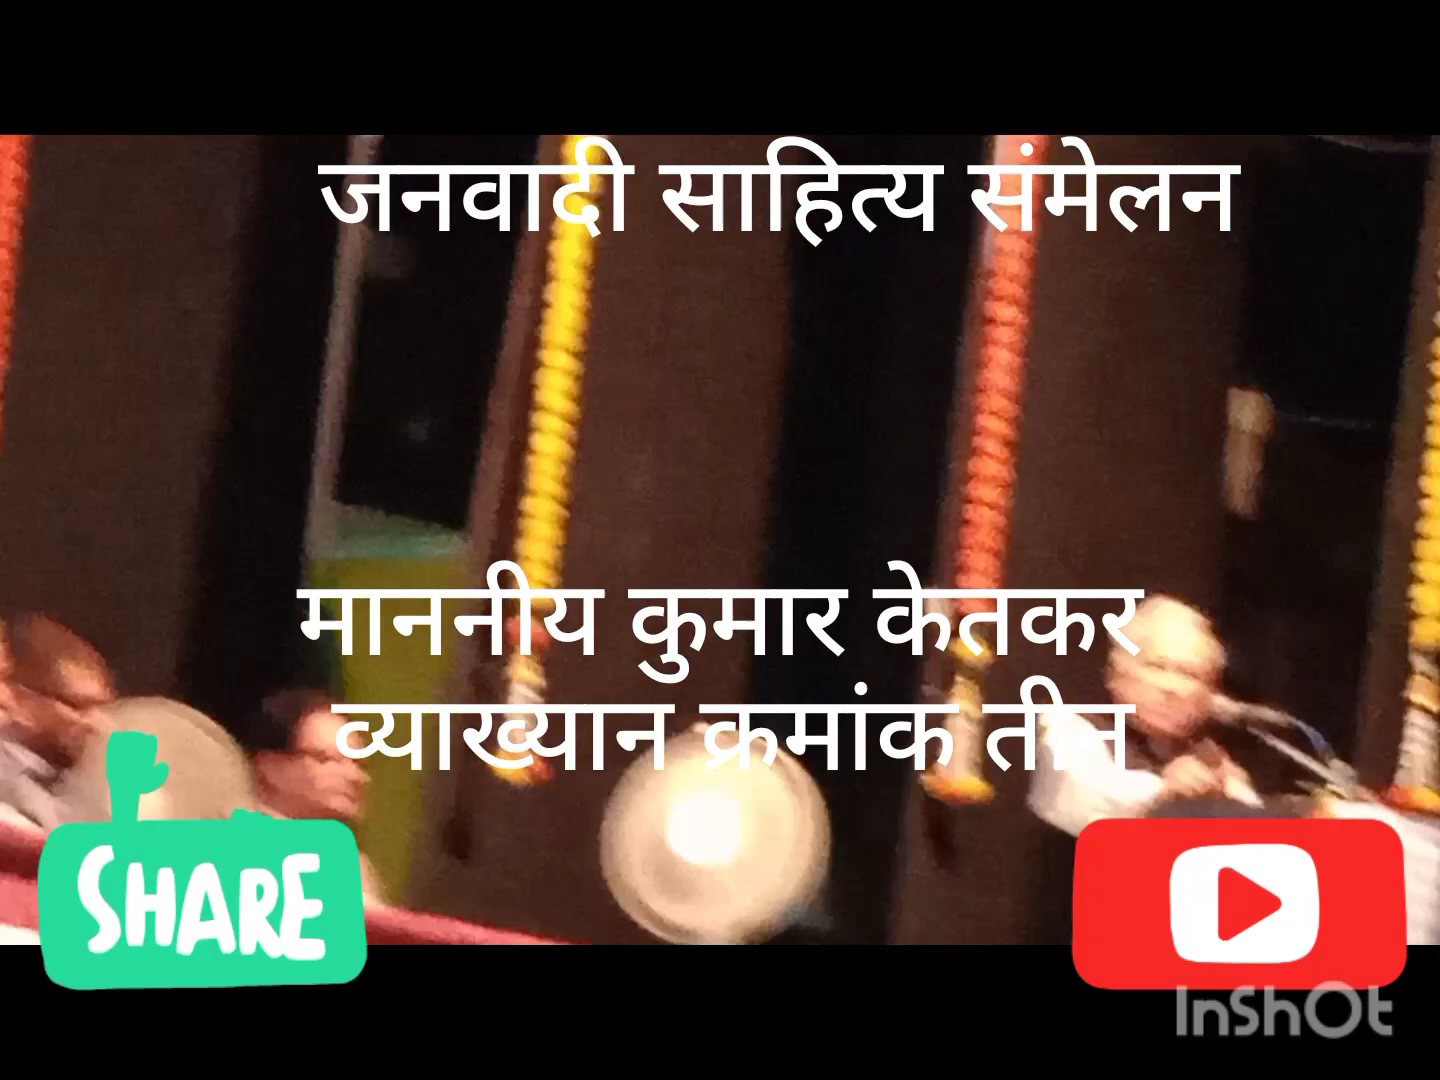 जनवादी साहित्य संमेलन
माननीय कुमार केतकर
व्याख्यान क्रमांक तीन
SHARE
InShOt